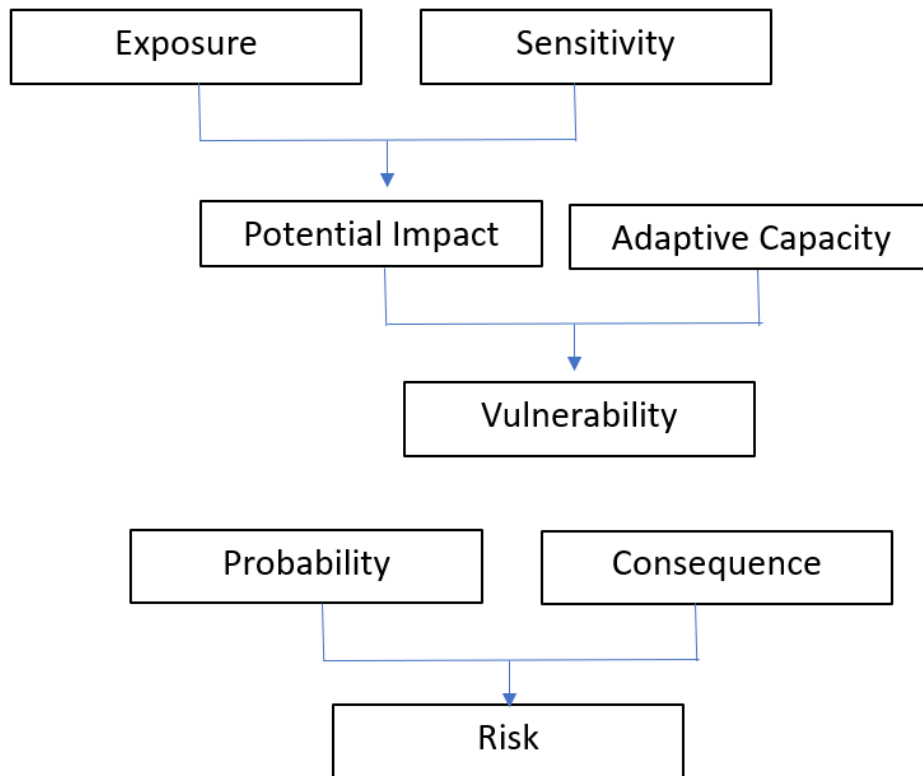 Exposure
Sensitivity
Potential Impact
Adaptive Capacity
Vulnerability
Probability
Consequence
Risk